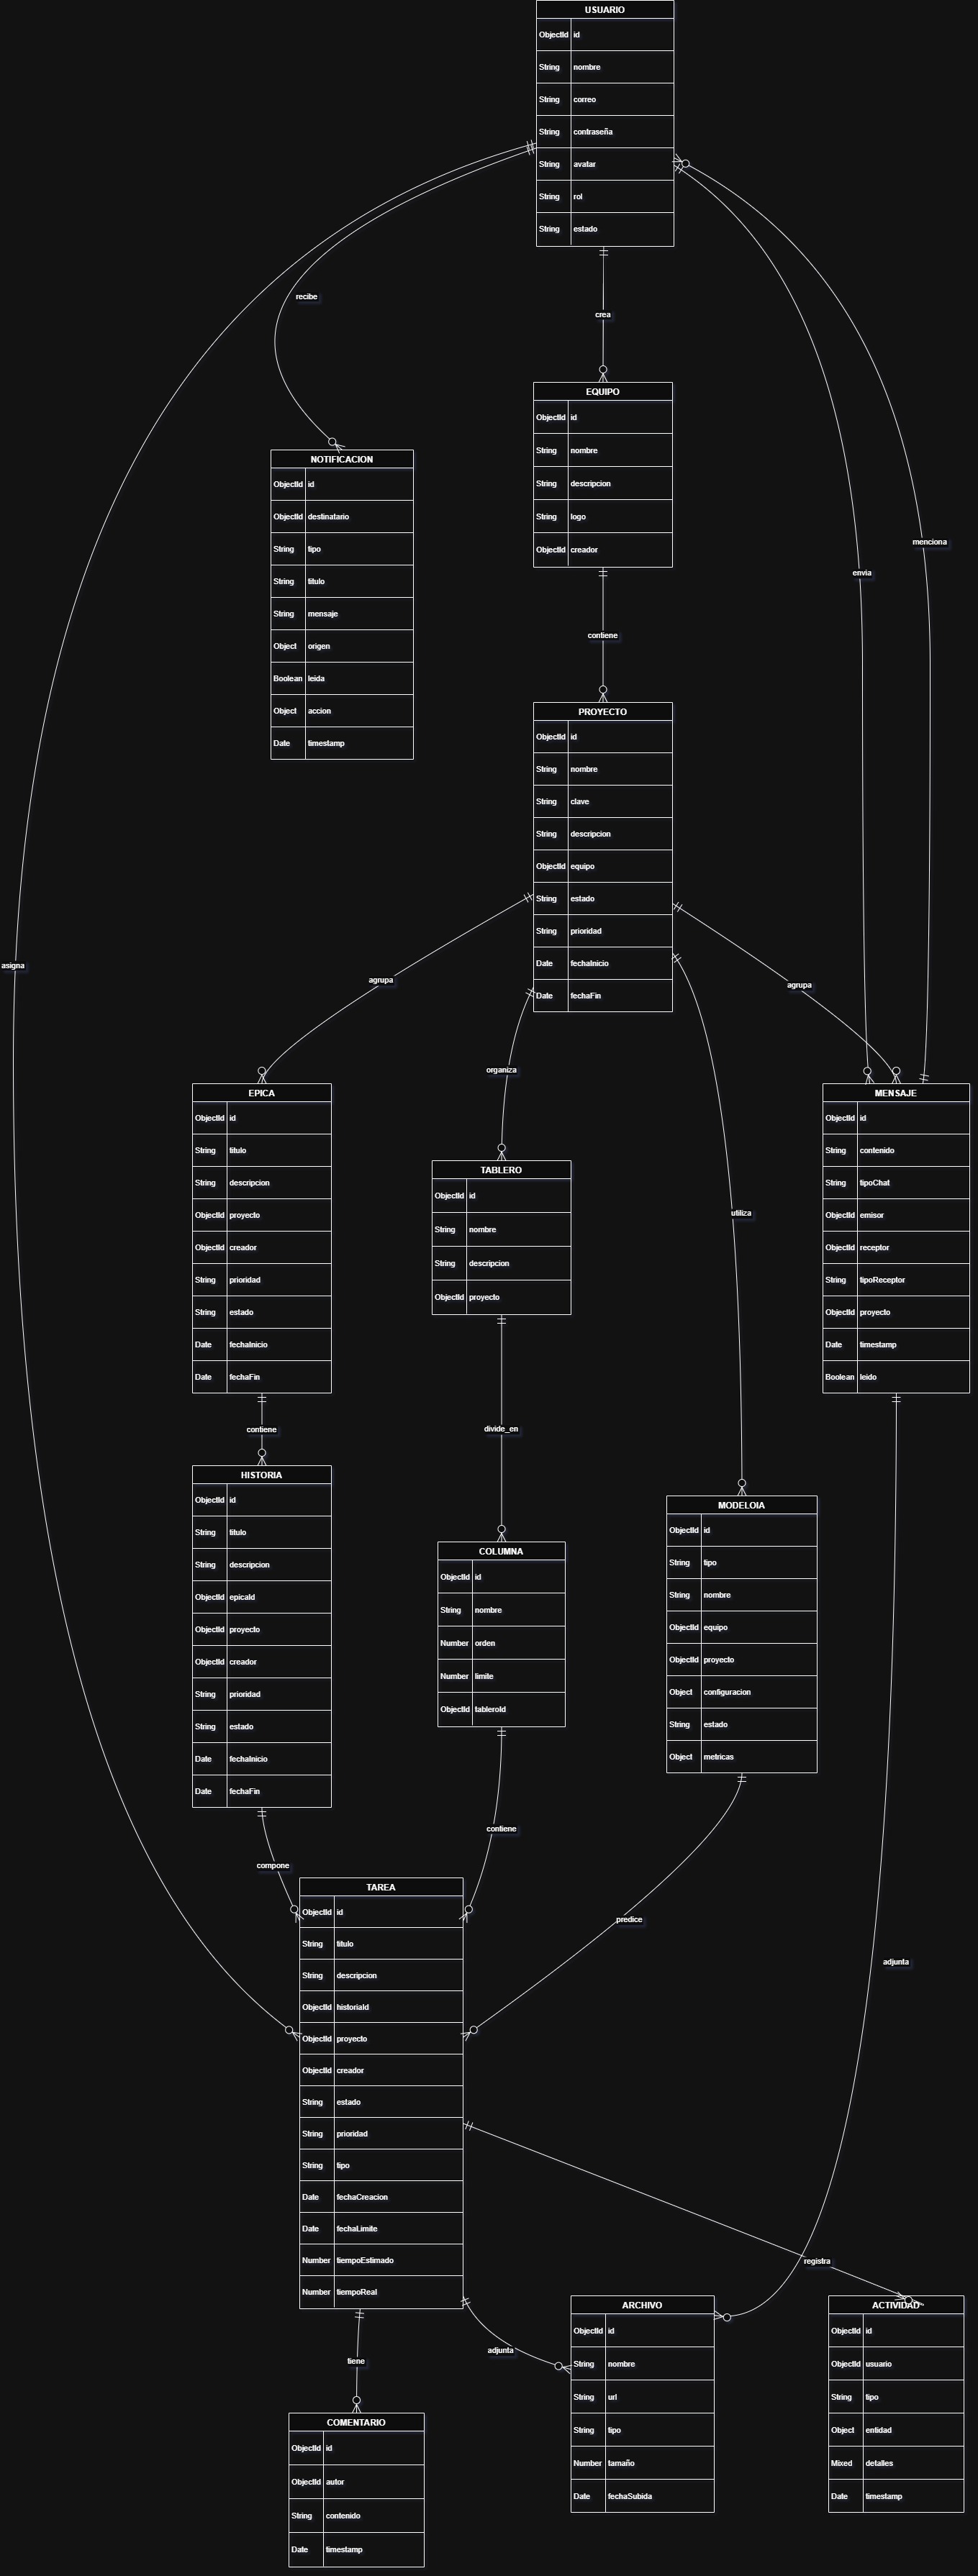 USUARIO
ObjectId id
String nombre
String correo
String contraseña
String avatar
String rol
String estado
recibe
crea
EQUIPO
ObjectId id
String nombre
String descripcion
String logo
ObjectId creador
NOTIFICACION
ObjectId id
ObjectId destinatario
String tipo
String titulo
String mensaje
Object origen
Boolean leida
Object accion
Date timestamp
menciona
envia
contiene
PROYECTO
ObjectId id
String nombre
String clave
String descripcion
ObjectId equipo
String estado
String prioridad
Date fechaInicio
Date fechaFin
asigna
agrupa
agrupa
organiza
EPICA
ObjectId id
String titulo
String descripcion
ObjectId proyecto
ObjectId creador
String prioridad
String estado
Date fechaInicio
Date fechaFin
TABLERO
ObjectId id
String nombre
String descripcion
ObjectId proyecto
utiliza
MENSAJE
ObjectId id
String contenido
String tipoChat
ObjectId emisor
ObjectId receptor
String tipoReceptor
ObjectId proyecto
Date timestamp
Boolean leido
contiene
divide_en
HISTORIA
ObjectId id
String titulo
String descripcion
ObjectId epicaId
ObjectId proyecto
ObjectId creador
String prioridad
String estado
Date fechaInicio
Date fechaFin
COLUMNA
ObjectId id
String nombre
Number orden
Number limite
ObjectId tableroId
MODELOIA
ObjectId id
String tipo
String nombre
ObjectId equipo
ObjectId proyecto
Object configuracion
String estado
Object metricas
contiene
compone
TAREA
ObjectId id
String titulo
String descripcion
ObjectId historiaId
ObjectId proyecto
ObjectId creador
String estado
String prioridad
String tipo
Date fechaCreacion
Date fechaLimite
Number tiempoEstimado
Number tiempoReal
predice
adjunta
registra
adjunta
tiene
ARCHIVO
ObjectId id
String nombre
String url
String tipo
Number tamaño
Date fechaSubida
ACTIVIDAD
ObjectId id
ObjectId usuario
String tipo
Object entidad
Mixed detalles
Date timestamp
COMENTARIO
ObjectId id
ObjectId autor
String contenido
Date timestamp